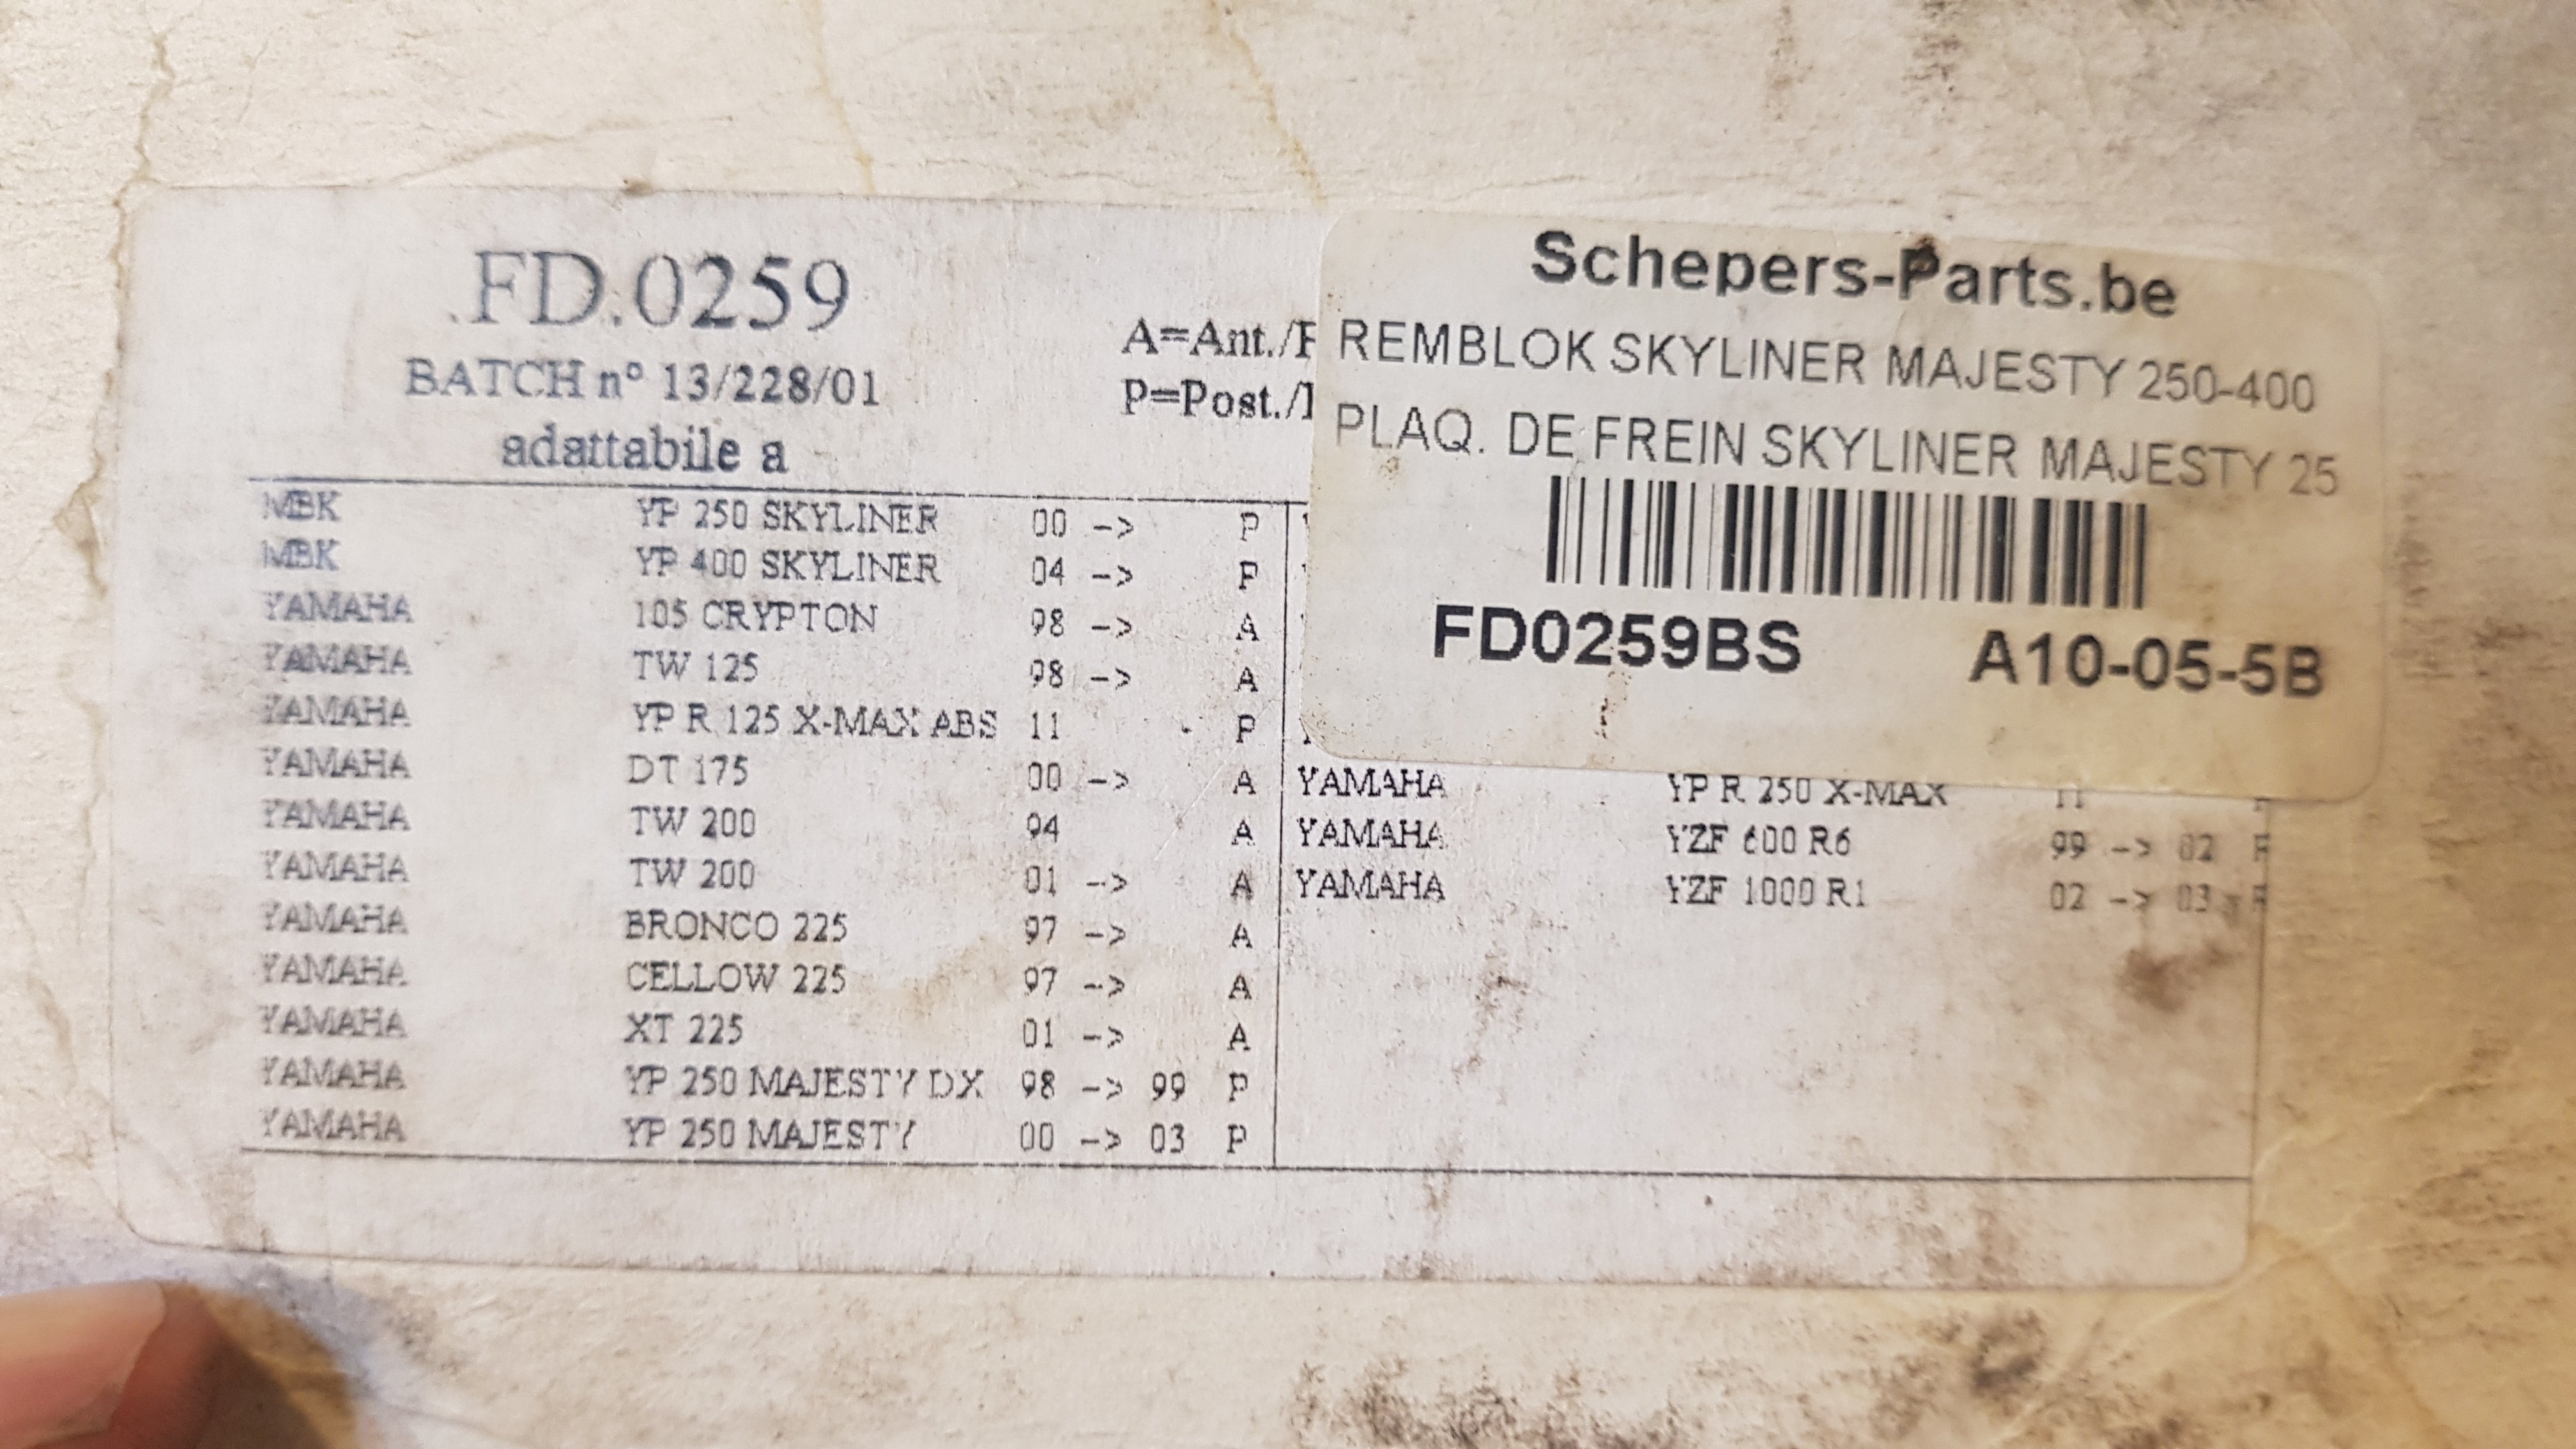 FD.0259
BATCH nº 13/228/01
adattabile a
A=Ant./
P=Post./
MBK YP 250 SKYLINER 00 -> P
MBK YP 400 SKYLINER 04 -> P
YAMAHA 105 CRYPTON 98 -> A
YAMAHA TW 125 98 -> A
YAMAHA YP R 125 X-MAX ABS 11 P
YAMAHA DT 175 00 -> A
YAMAHA TW 200 94 A
YAMAHA TW 200 01 -> A
YAMAHA BRONCO 225 97 -> A
YAMAHA CELLOW 225 97 -> A
YAMAHA XT 225 01 -> A
YAMAHA YP 250 MAJESTY DX 98 -> 99 P
YAMAHA YP 250 MAJESTY 00 -> 03 P
YAMAHA YP R 250 X-MAX 11
YAMAHA YZF 600 R6 99 -> 02
YAMAHA YZF 1000 R1 02 -> 03
Schepers-Parts.be
REMBLOK SKYLINER MAJESTY 250-400
PLAQ. DE FREIN SKYLINER MAJESTY 25
FD0259BS A10-05-5B